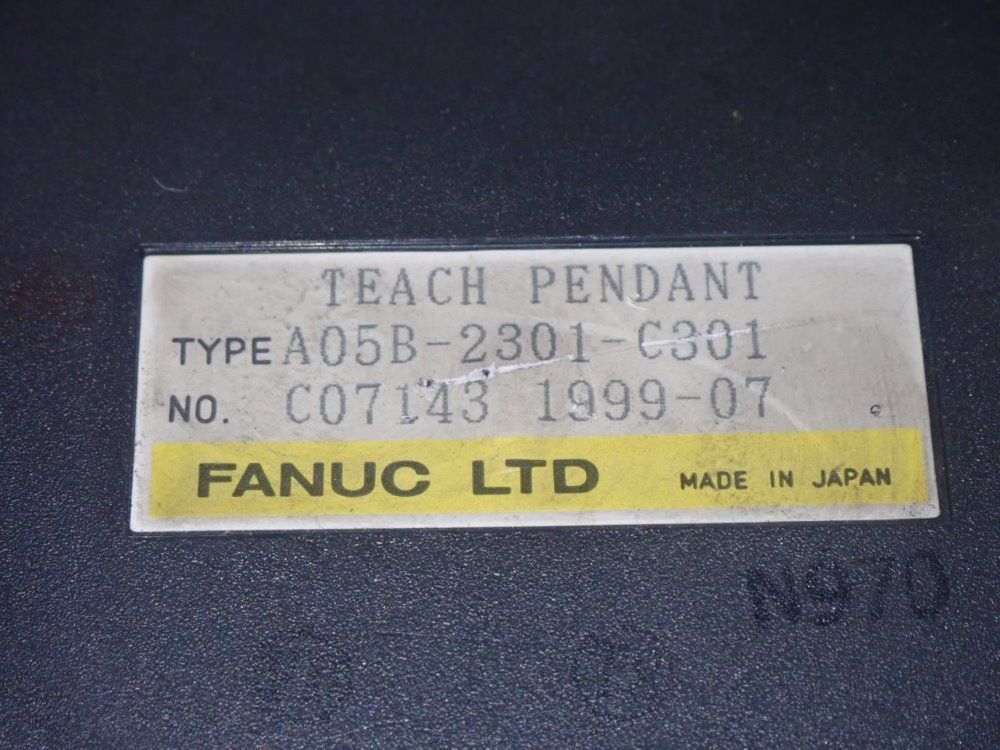 TEACH PENDANT
TYPE A05B-2301-C301
NO. C07143 1999-07
FANUC LTD MADE IN JAPAN
N970